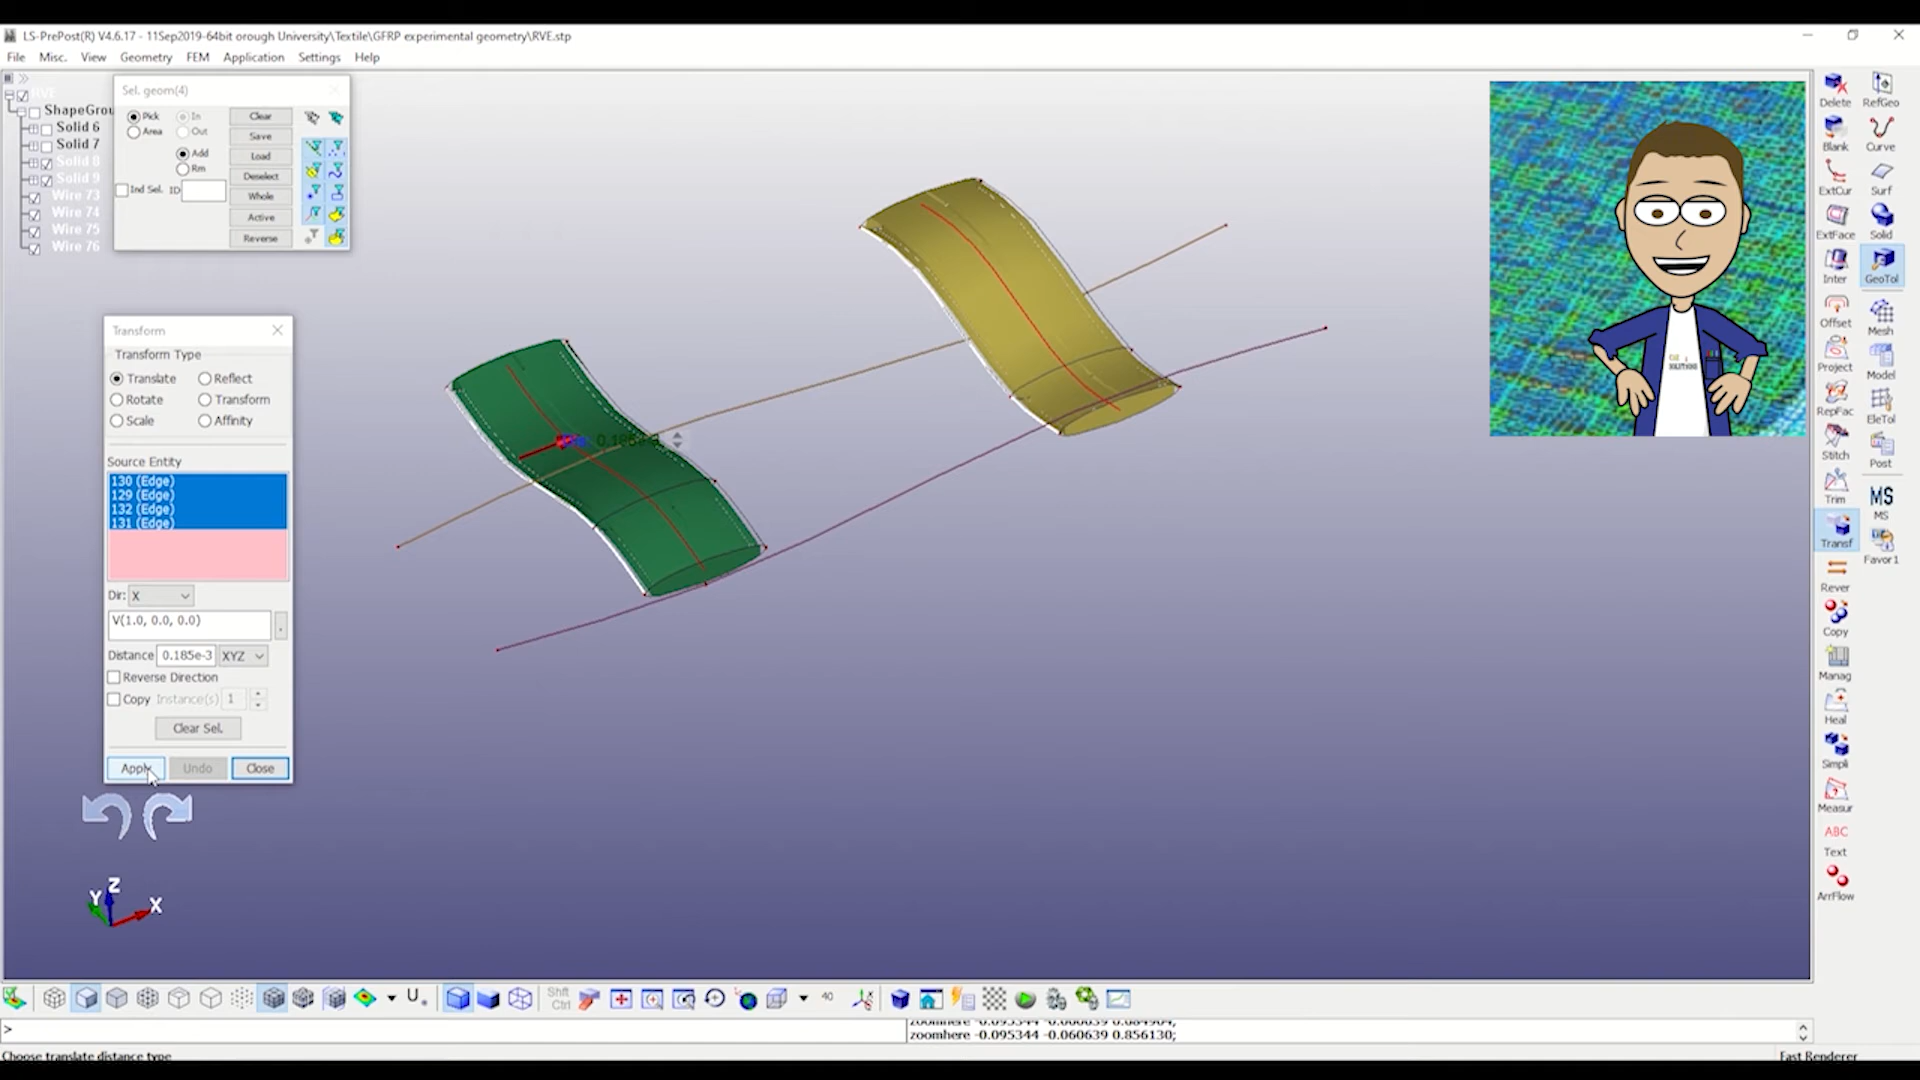 LS-PrePost(R) V4.6.17 - 11Sep2019-64bit orough University\Textile\GFRP experimental geometry\RVE.stp
File Misc. View Geometry FEM Application Settings Help
RVE
ShapeGrou
Solid 6
Solid 7
Solid 8
Solid 9
Wire 73
Wire 74
Wire 75
Wire 76
Sel. geom(4)
Pick In Clear
Area Out Save
Add Load
Rm Deselect
Ind Sel. ID Whole
Active
Reverse
Transform
Transform Type
Translate Reflect
Rotate Transform
Scale Affinity
Source Entity
130 (Edge)
129 (Edge)
132 (Edge)
131 (Edge)
Dir: X
V(1.0, 0.0, 0.0)
Distance 0.185e-3 XYZ
Reverse Direction
Copy Instance(s) 1
Clear Sel.
Apply Undo Close
Z
Y
X
SOLUTIONS
Delete RefGeo
Blank Curve
ExtCur Surf
ExtFace Solid
Inter GeoTol
Offset Mesh
Project Model
RepFac EleTol
Stitch Post
Trim MS
MS
Transf Favor1
Rever
Copy
Manag
Heal
Simpli
Measur
ABC
Text
ArrFlow
Shft
Ctrl
U.
40
>
zoomhere -0.095344 -0.060639 0.856130;
Choose translate distance type
Fast Renderer